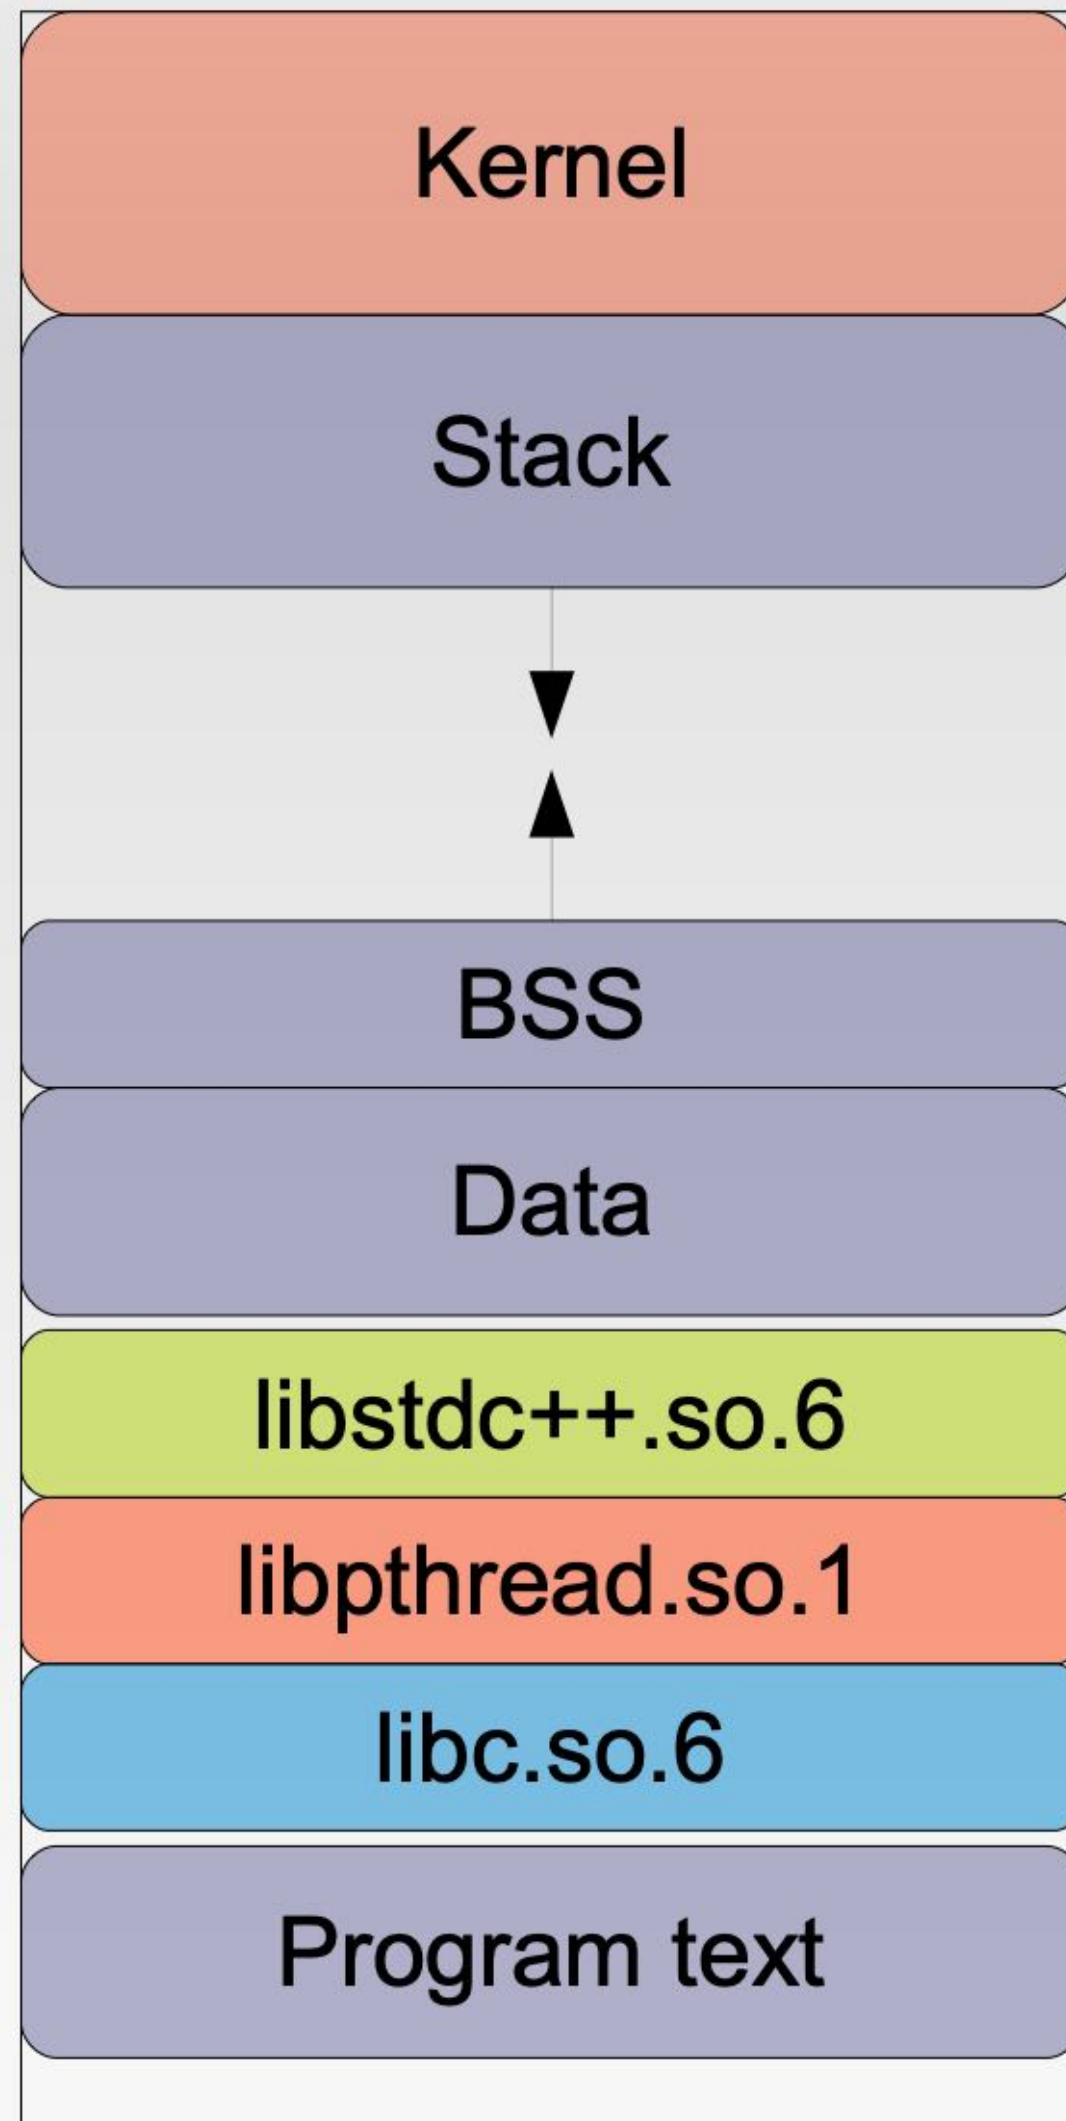 Kernel
Stack
BSS
Data
libstdc++.so.6
libpthread.so.1
libc.so.6
Program text